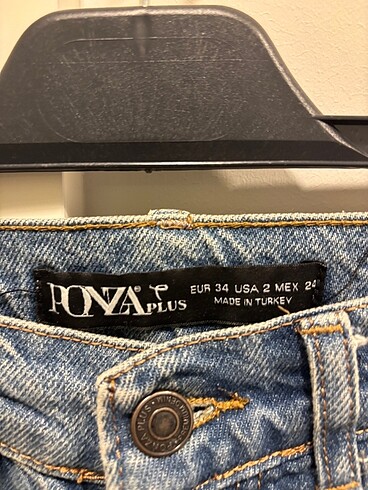 PONZA® PLUS
EUR 34 USA 2 MEX 24
MADE IN TURKEY